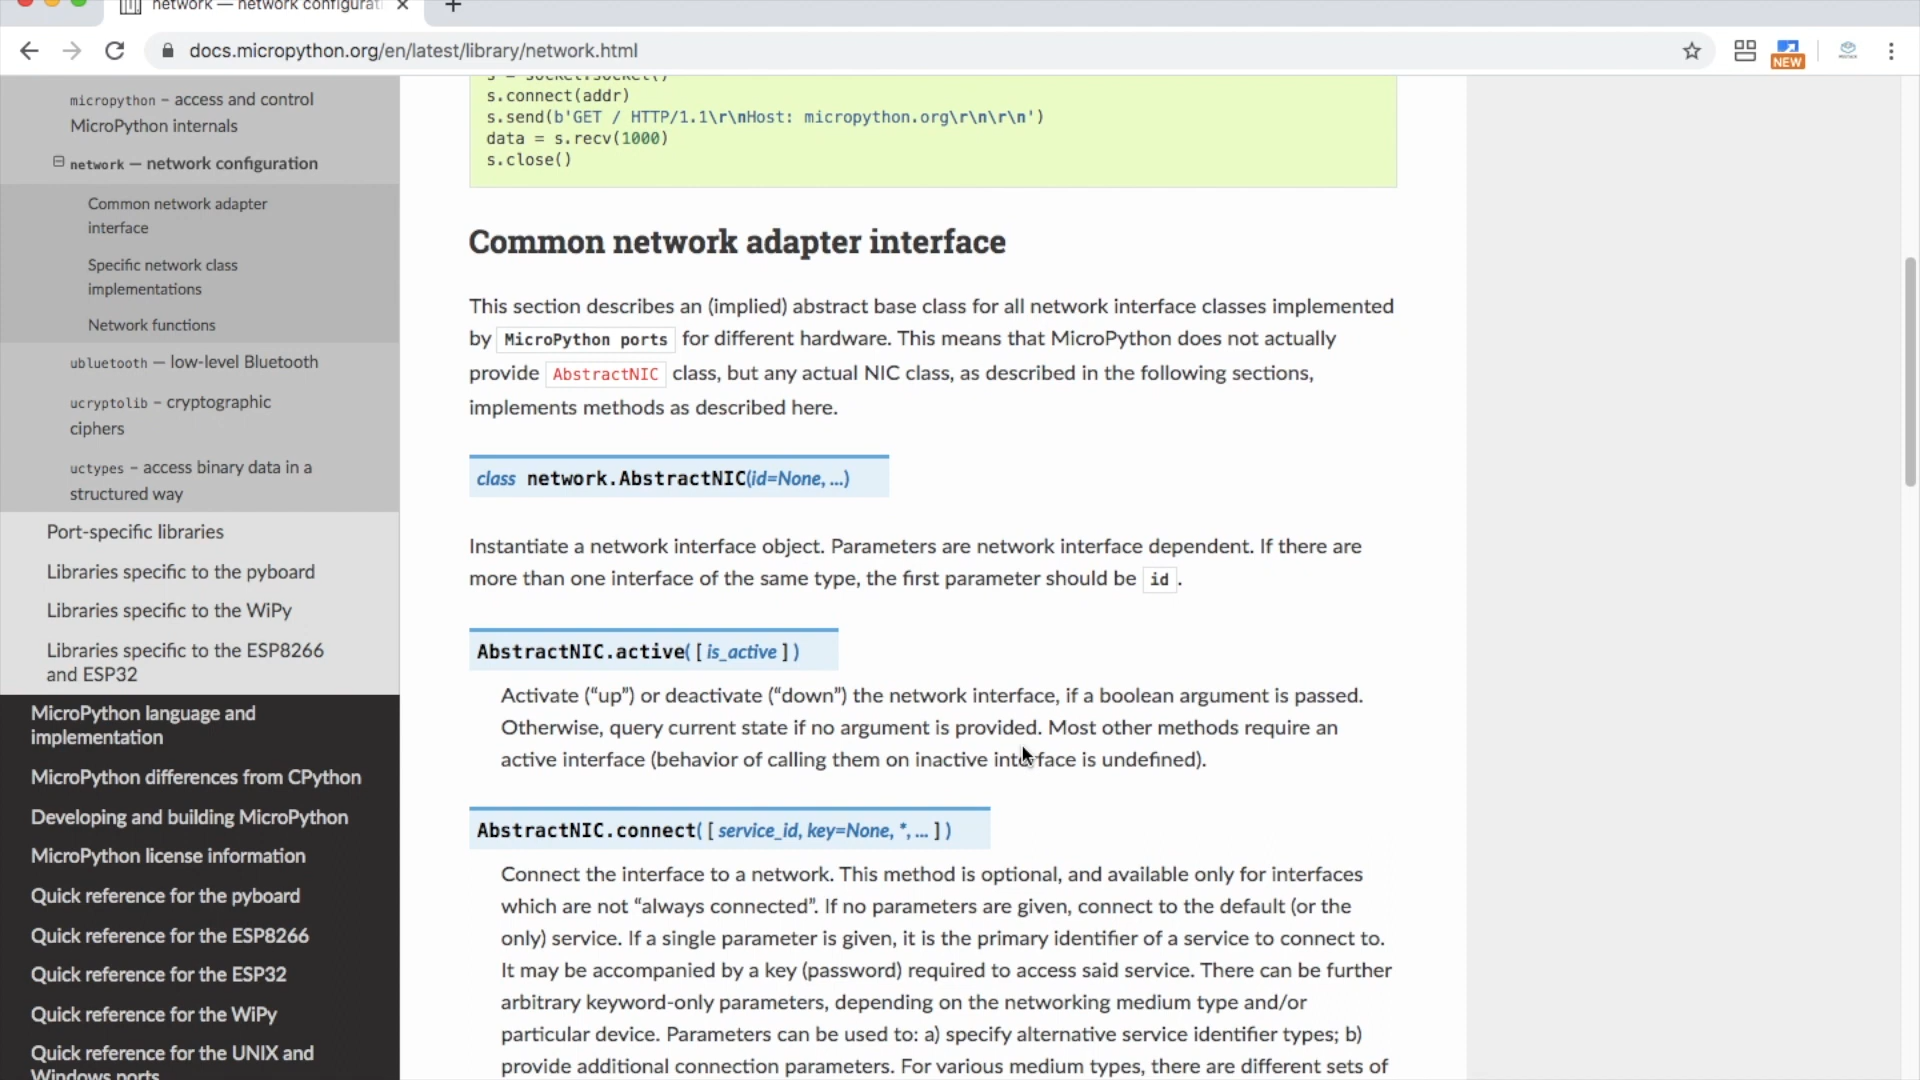 network — network configurati
docs.micropython.org/en/latest/library/network.html
NEW
micropython – access and control
MicroPython internals
network — network configuration
Common network adapter
interface
Specific network class
implementations
Network functions
ubluetooth — low-level Bluetooth
ucryptolib – cryptographic
ciphers
uctypes – access binary data in a
structured way
Port-specific libraries
Libraries specific to the pyboard
Libraries specific to the WiPy
Libraries specific to the ESP8266
and ESP32
MicroPython language and
implementation
MicroPython differences from CPython
Developing and building MicroPython
MicroPython license information
Quick reference for the pyboard
Quick reference for the ESP8266
Quick reference for the ESP32
Quick reference for the WiPy
Quick reference for the UNIX and
Windows ports
s = socket.socket()
s.connect(addr)
s.send(b'GET / HTTP/1.1\r\nHost: micropython.org\r\n\r\n')
data = s.recv(1000)
s.close()
Common network adapter interface
This section describes an (implied) abstract base class for all network interface classes implemented
by MicroPython ports for different hardware. This means that MicroPython does not actually
provide AbstractNIC class, but any actual NIC class, as described in the following sections,
implements methods as described here.
class network.AbstractNIC(id=None, ...)
Instantiate a network interface object. Parameters are network interface dependent. If there are
more than one interface of the same type, the first parameter should be id.
AbstractNIC.active([is_active])
Activate (“up”) or deactivate (“down”) the network interface, if a boolean argument is passed.
Otherwise, query current state if no argument is provided. Most other methods require an
active interface (behavior of calling them on inactive interface is undefined).
AbstractNIC.connect([service_id, key=None, *, ...])
Connect the interface to a network. This method is optional, and available only for interfaces
which are not “always connected”. If no parameters are given, connect to the default (or the
only) service. If a single parameter is given, it is the primary identifier of a service to connect to.
It may be accompanied by a key (password) required to access said service. There can be further
arbitrary keyword-only parameters, depending on the networking medium type and/or
particular device. Parameters can be used to: a) specify alternative service identifier types; b)
provide additional connection parameters. For various medium types, there are different sets of